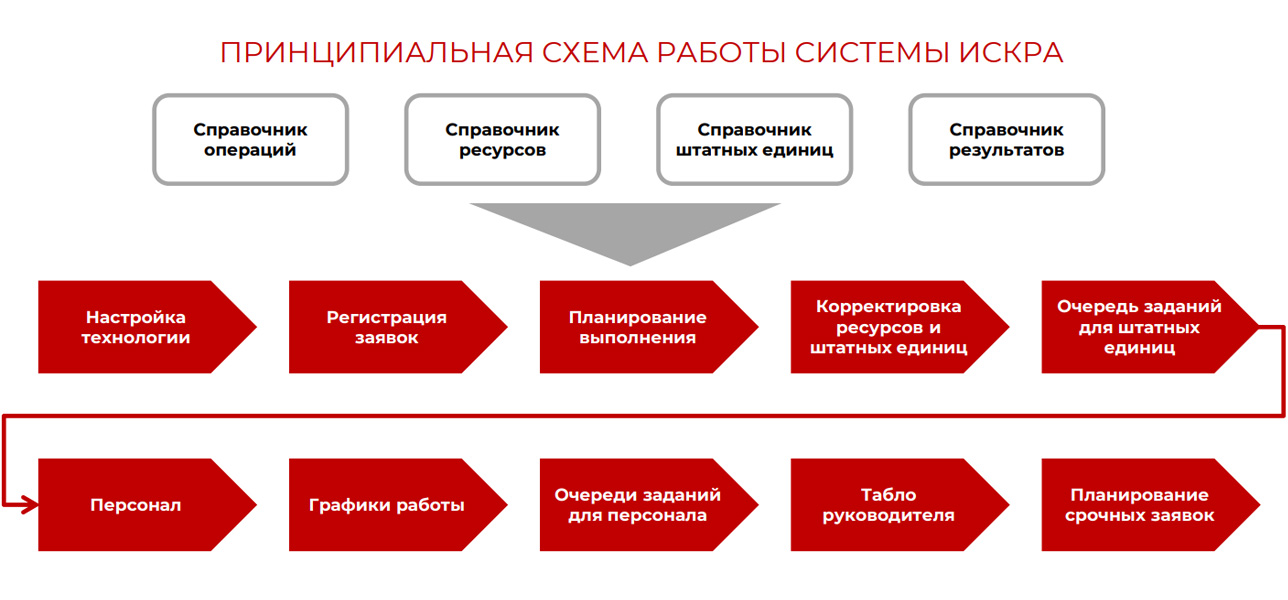 ПРИНЦИПИАЛЬНАЯ СХЕМА РАБОТЫ СИСТЕМЫ ИСКРА
Справочник
операций
Справочник
ресурсов
Справочник
штатных единиц
Справочник
результатов
Настройка
технологии
Регистрация
заявок
Планирование
выполнения
Корректировка
ресурсов и
штатных единиц
Очередь заданий
для штатных
единиц
Персонал
Графики работы
Очереди заданий
для персонала
Табло
руководителя
Планирование
срочных заявок